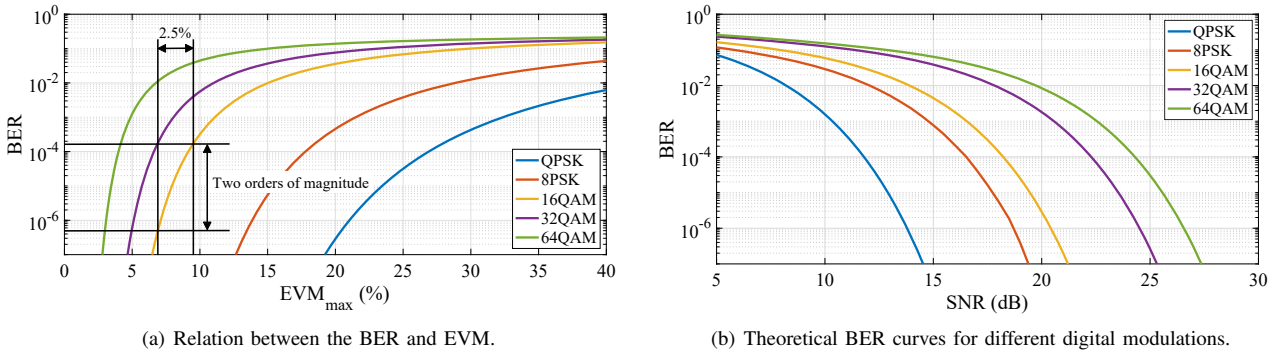 10^0
10^-2
10^-4
10^-6
BER
2.5%
Two orders of magnitude
QPSK
8PSK
16QAM
32QAM
64QAM
0 5 10 15 20 25 30 35 40
EVM_max (%)
(a) Relation between the BER and EVM.
10^0
10^-2
10^-4
10^-6
BER
QPSK
8PSK
16QAM
32QAM
64QAM
5 10 15 20 25 30
SNR (dB)
(b) Theoretical BER curves for different digital modulations.